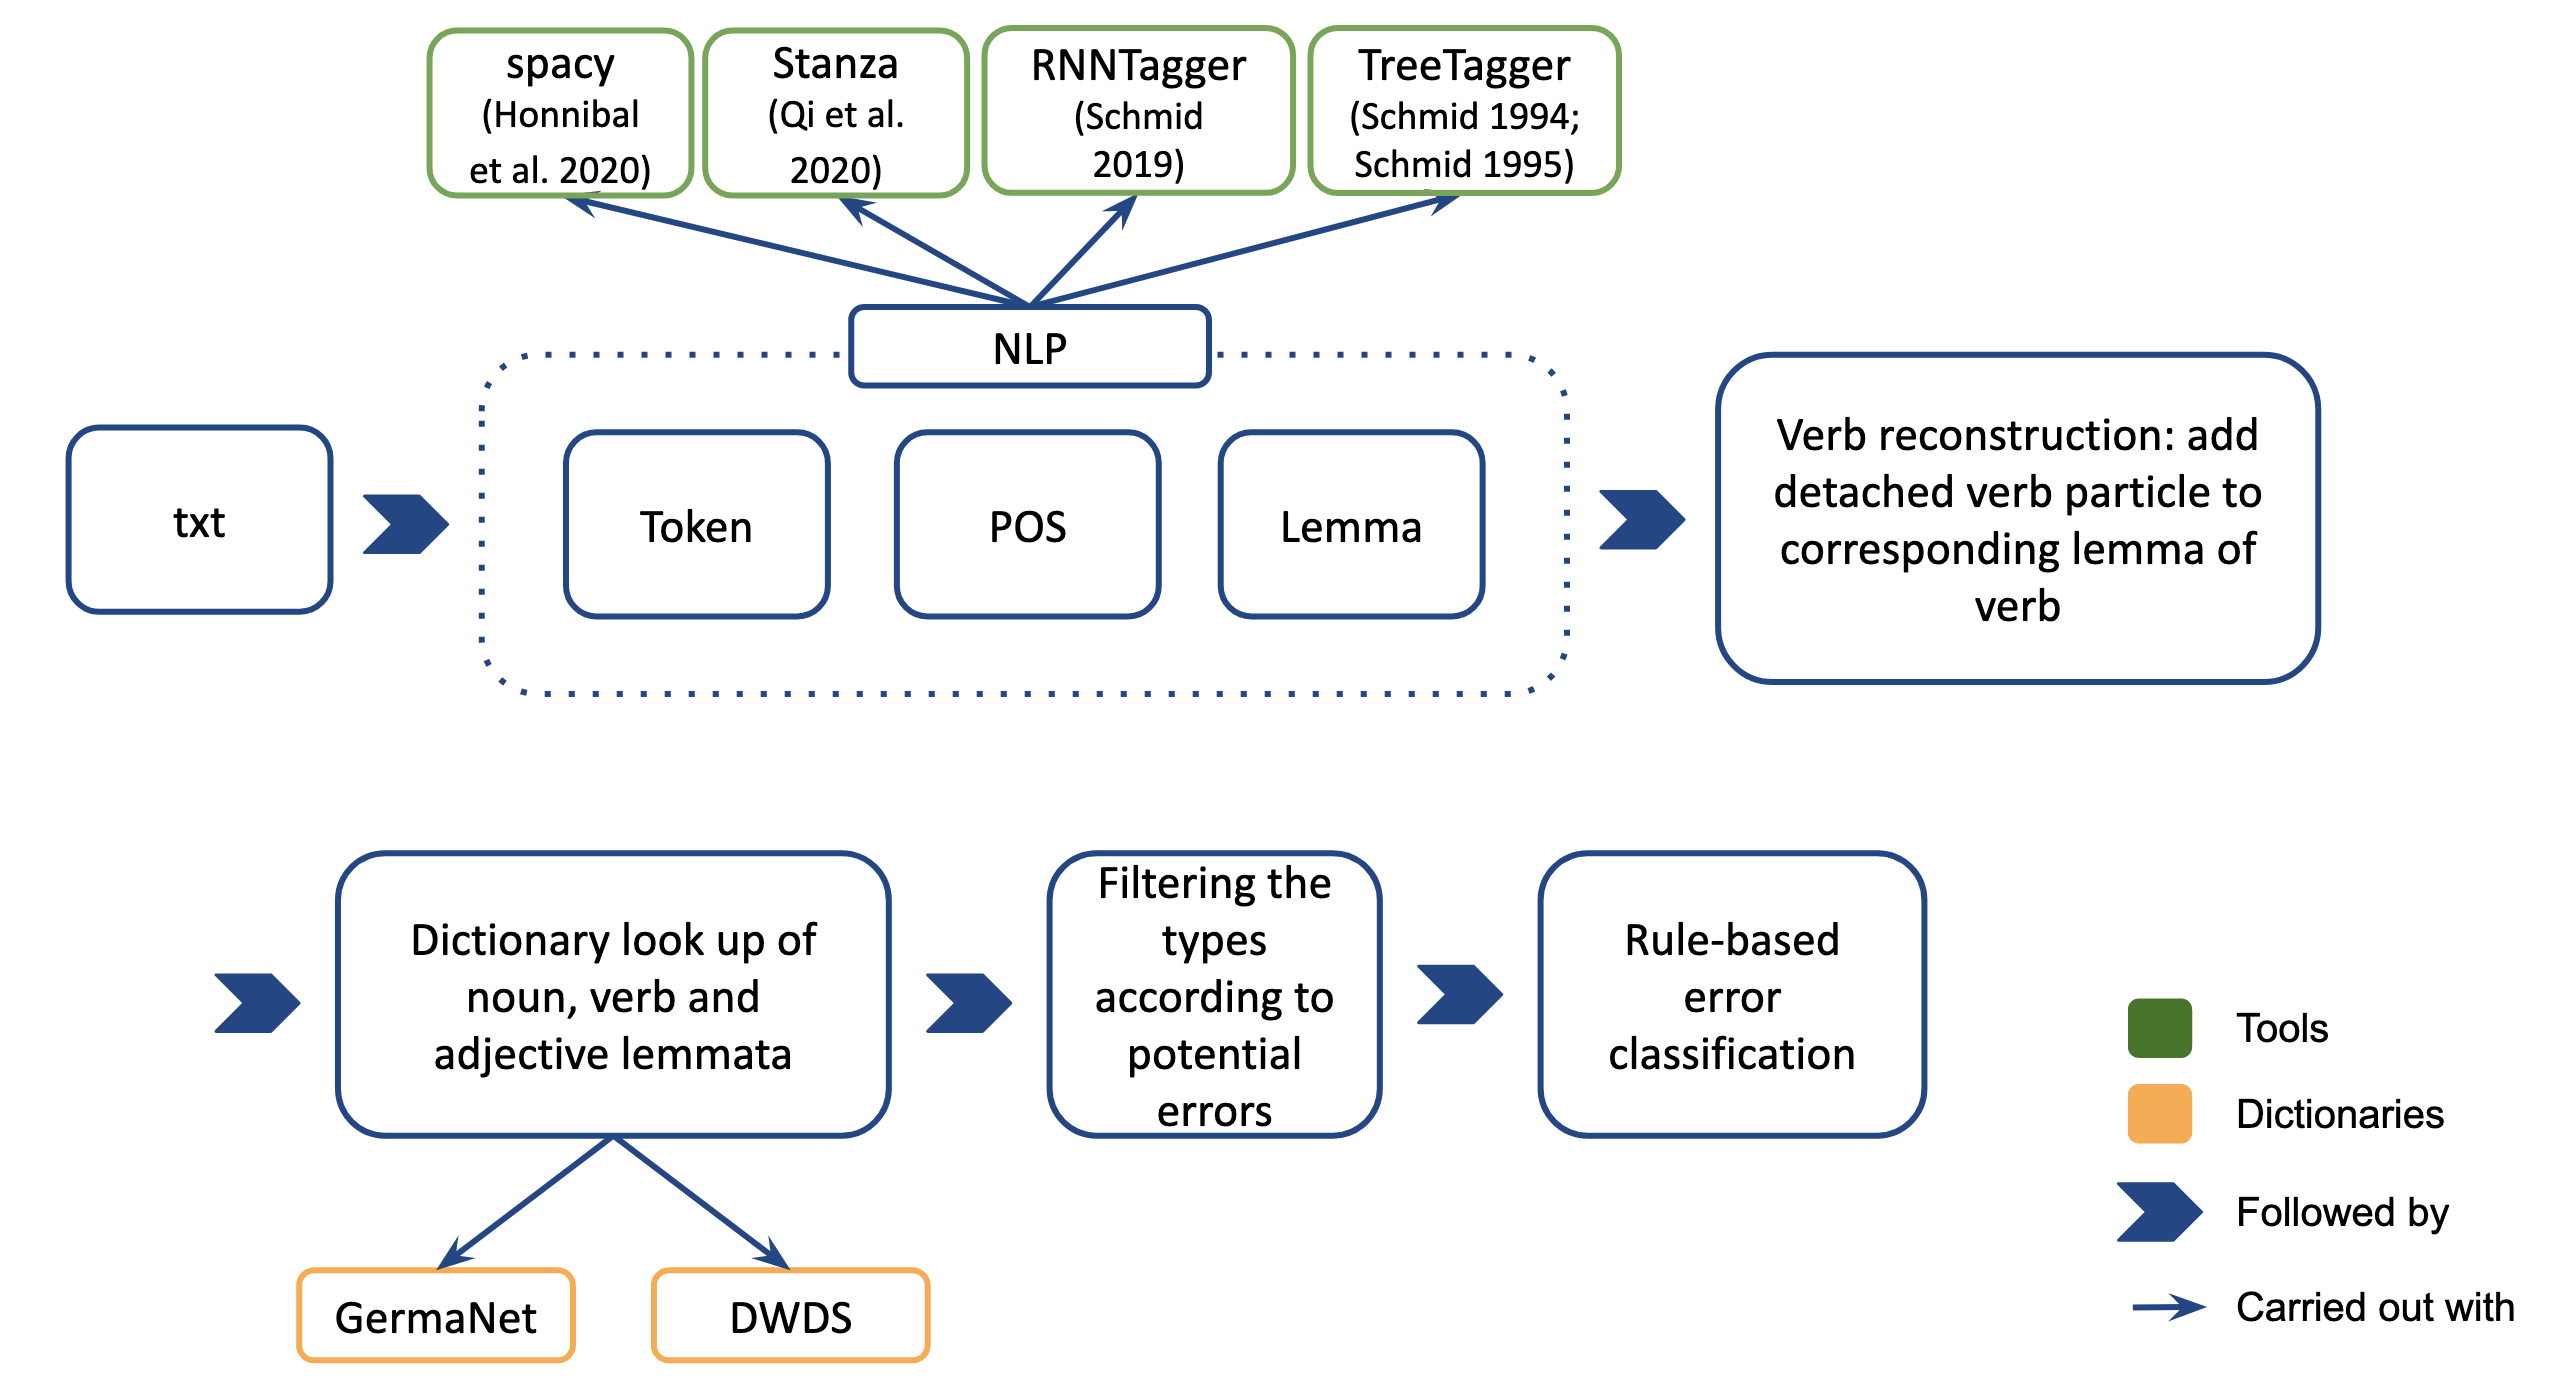 spacy
(Honnibal
et al. 2020)
Stanza
(Qi et al.
2020)
RNNTagger
(Schmid
2019)
TreeTagger
(Schmid 1994;
Schmid 1995)
NLP
txt
Token
POS
Lemma
Verb reconstruction: add
detached verb particle to
corresponding lemma of
verb
Dictionary look up of
noun, verb and
adjective lemmata
Filtering the
types
according to
potential
errors
Rule-based
error
classification
GermaNet
DWDS
Tools
Dictionaries
Followed by
Carried out with